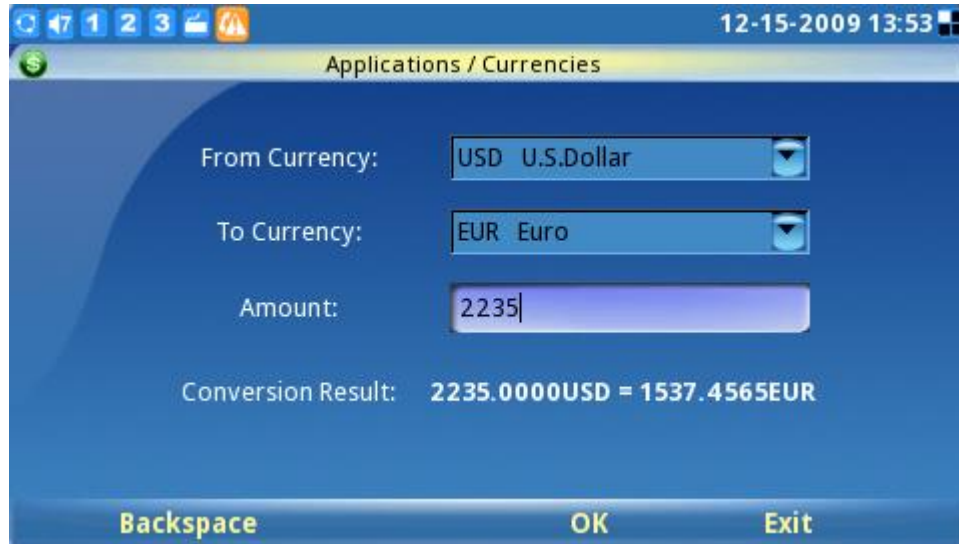 7 1 2 3 12-15-2009 13:53
$
Applications / Currencies
From Currency: USD U.S.Dollar
To Currency: EUR Euro
Amount: 2235
Conversion Result: 2235.0000USD = 1537.4565EUR
Backspace OK Exit